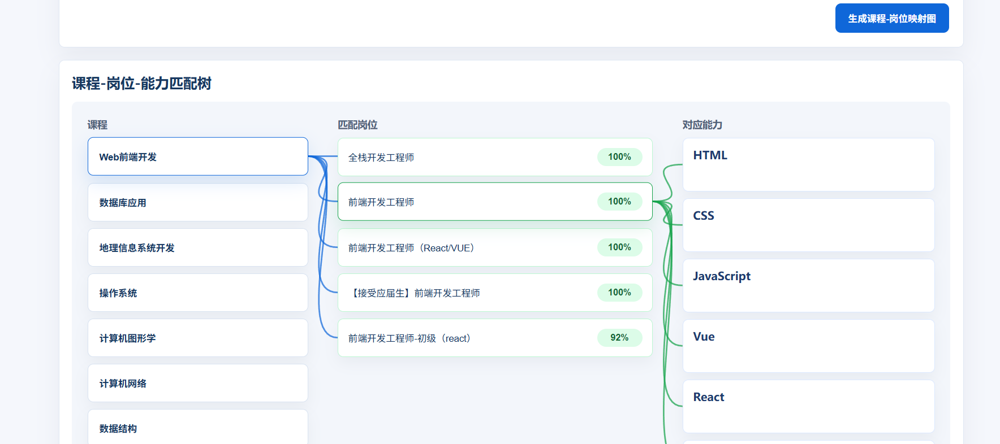 生成课程-岗位映射图
课程-岗位-能力匹配树
课程
匹配岗位
对应能力
Web前端开发
全栈开发工程师
100%
HTML
数据库应用
前端开发工程师
100%
CSS
地理信息系统开发
前端开发工程师（React/VUE）
100%
JavaScript
操作系统
【接受应届生】前端开发工程师
100%
Vue
计算机图形学
前端开发工程师-初级（react）
92%
计算机网络
React
数据结构